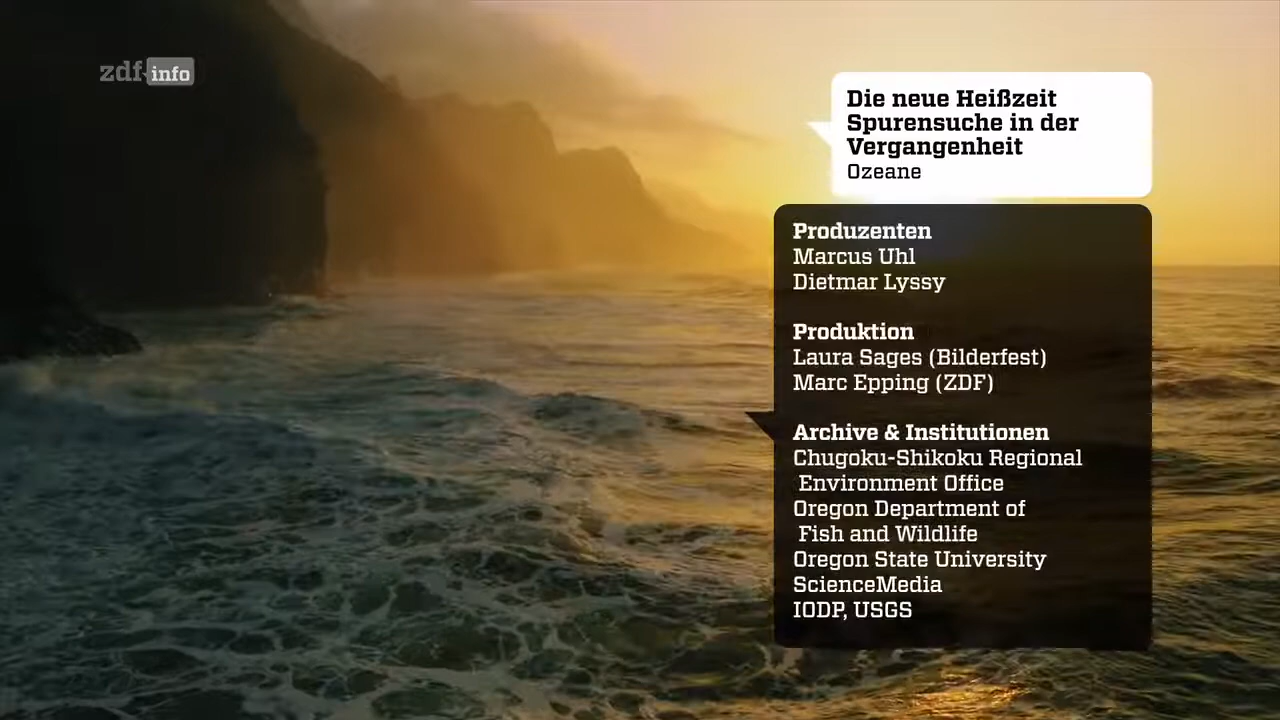 zdf info
Die neue Heißzeit
Spurensuche in der
Vergangenheit
Ozeane
Produzenten
Marcus Uhl
Dietmar Lyssy
Produktion
Laura Sages (Bilderfest)
Marc Epping (ZDF)
Archive & Institutionen
Chugoku-Shikoku Regional
Environment Office
Oregon Department of
Fish and Wildlife
Oregon State University
ScienceMedia
IODP, USGS